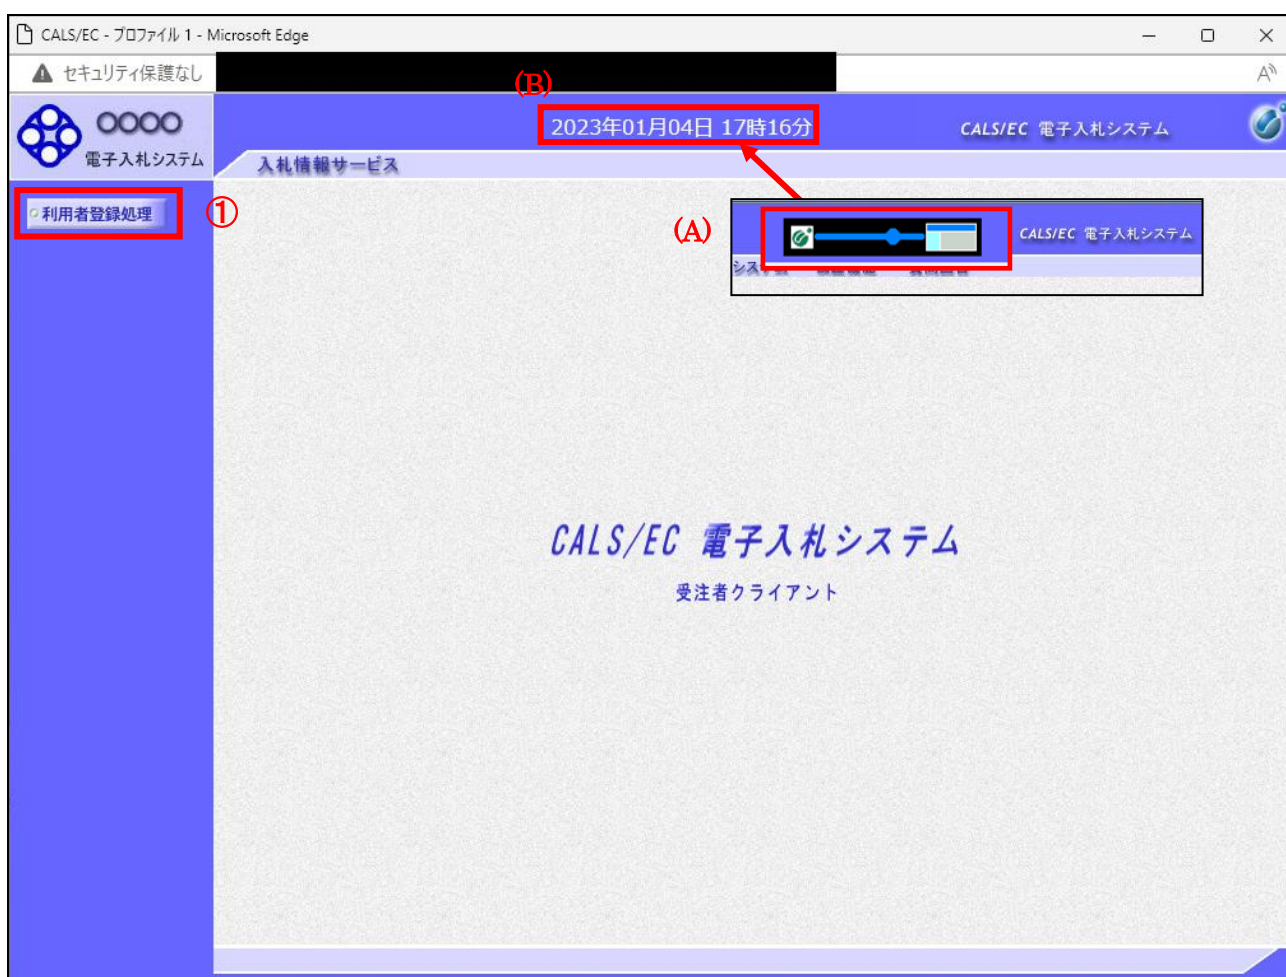 CALS/EC - プロファイル 1 - Microsoft Edge
セキュリティ保護なし
(B)
〇〇〇〇
電子入札システム
2023年01月04日 17時16分
CALS/EC 電子入札システム
入札情報サービス
利用者登録処理
①
(A)
CALS/EC 電子入札システム
CALS/EC 電子入札システム
受注者クライアント